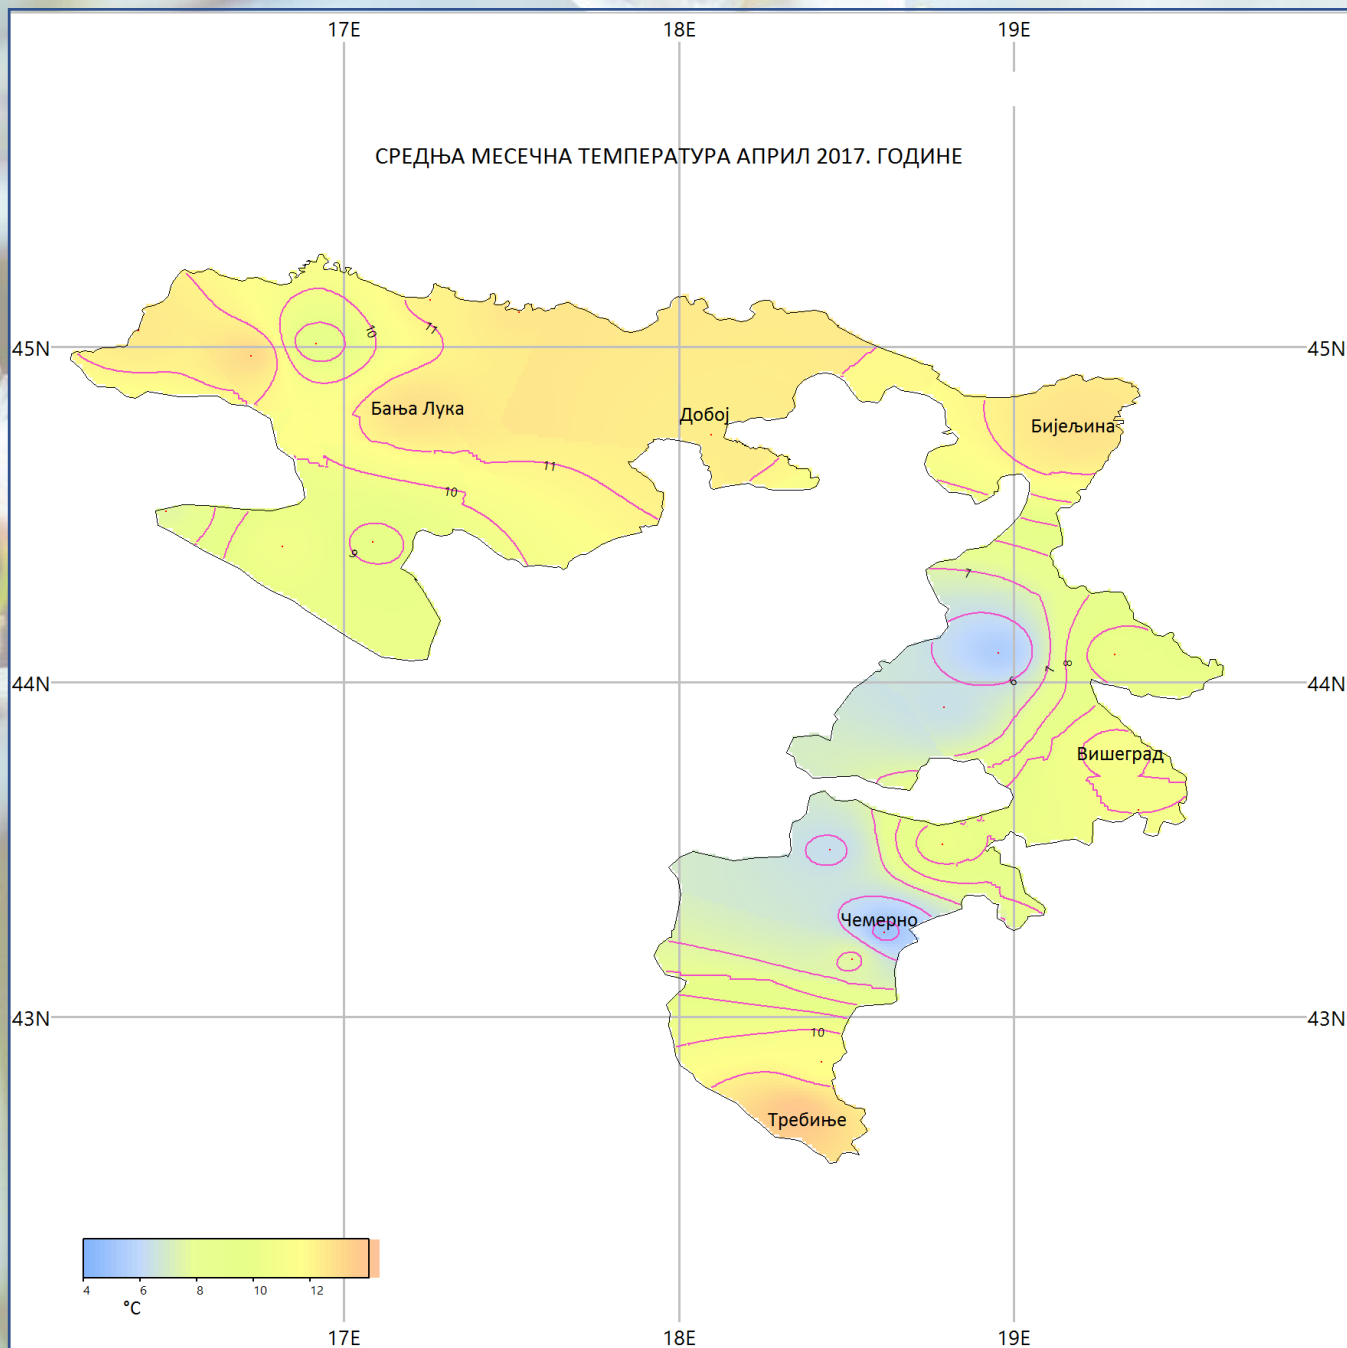 17E 18E 19E
СРЕДЊА МЕСЕЧНА ТЕМПЕРАТУРА АПРИЛ 2017. ГОДИНЕ
10
11
45N 45N
Бања Лука
Добој
Бијељина
11
10
9
7
8
7
6
44N 44N
Вишеград
Чемерно
43N 43N
10
Требиње
4 6 8 10 12
°C
17E 18E 19E